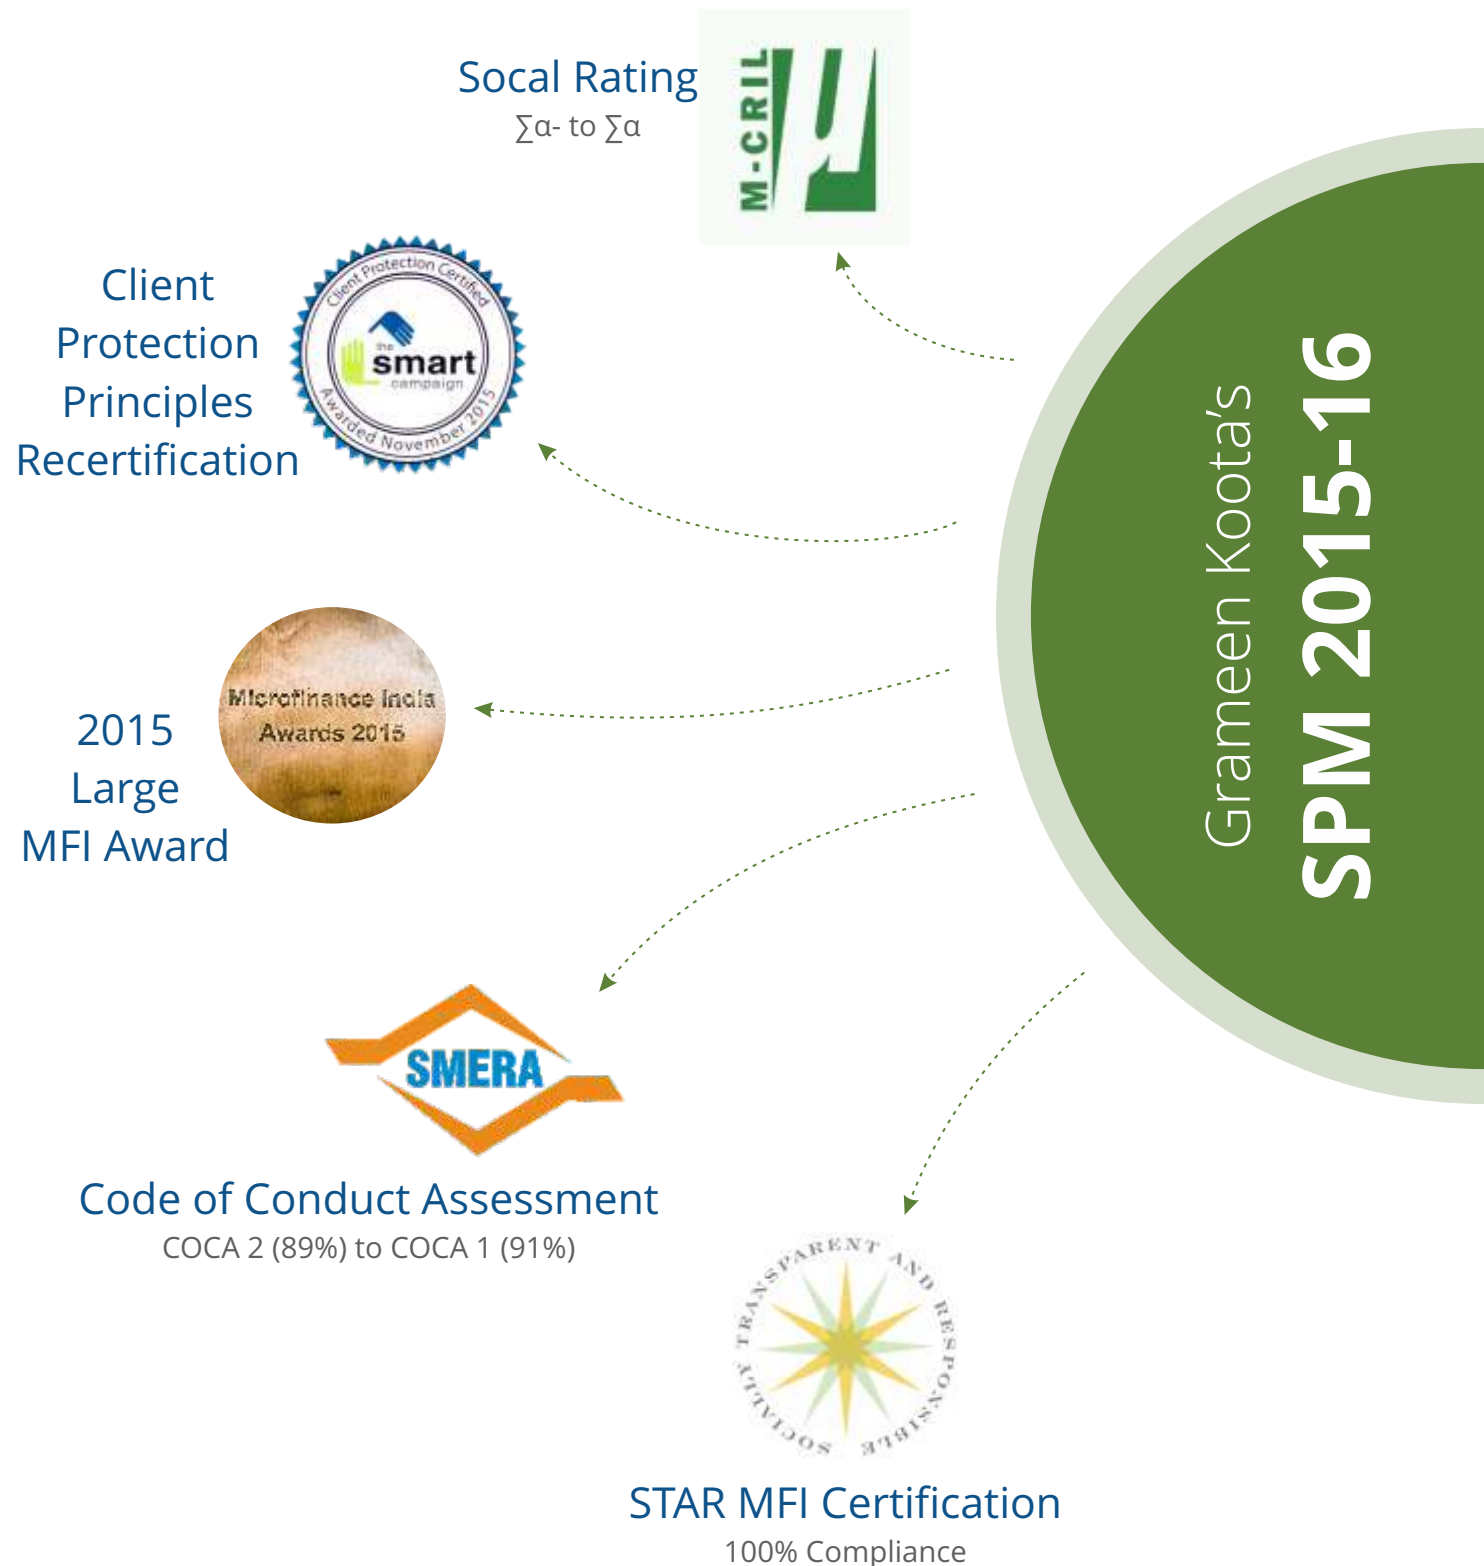 Socal Rating
∑α- to ∑α
M-CRIL
µ
Client
Protection
Principles
Recertification
Client Protection Certified
the
smart
campaign
Awarded November 2015
Grameen Koota's
SPM 2015-16
Microfinance India
Awards 2015
2015
Large
MFI Award
SMERA
Code of Conduct Assessment
COCA 2 (89%) to COCA 1 (91%)
SOCIALLY TRANSPARENT AND RESPONSIBLE
STAR MFI Certification
100% Compliance